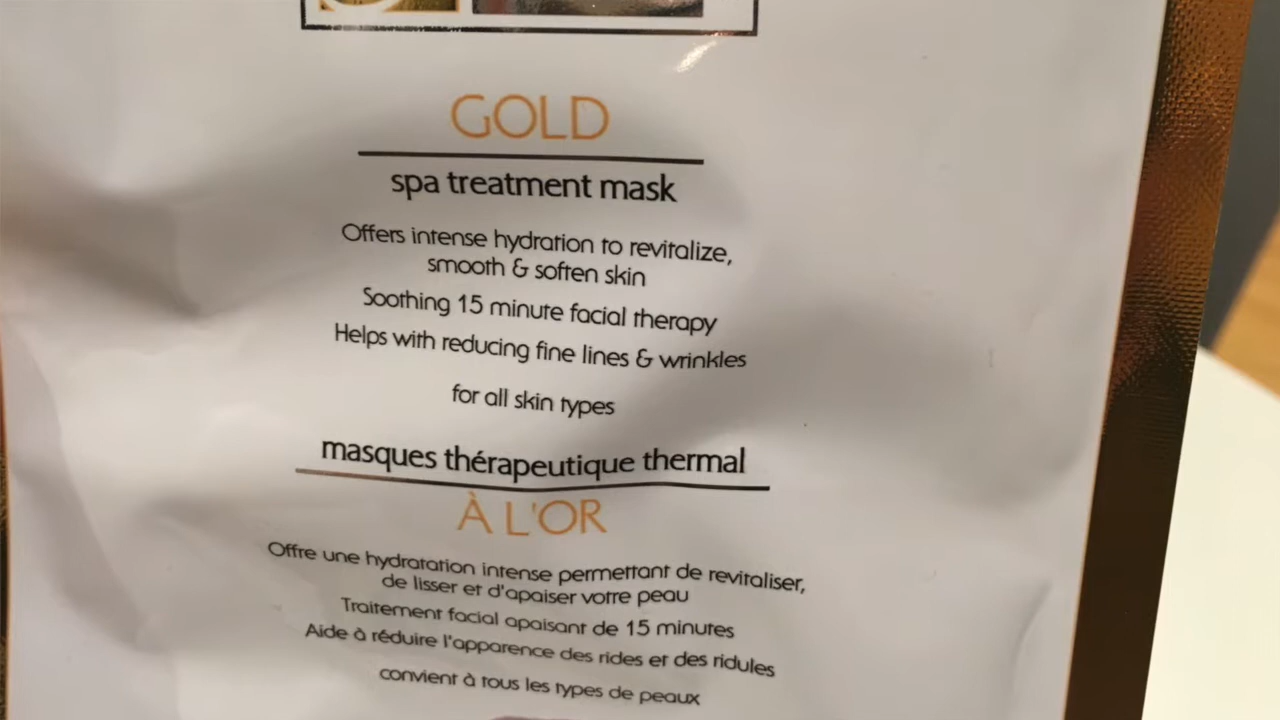 GOLD
spa treatment mask
Offers intense hydration to revitalize,
smooth & soften skin
Soothing 15 minute facial therapy
Helps with reducing fine lines & wrinkles
for all skin types
masques thérapeutique thermal
À L'OR
Offre une hydratation intense permettant de revitaliser,
de lisser et d'apaiser votre peau
Traitement facial apaisant de 15 minutes
Aide à réduire l'apparence des rides et des ridules
convient à tous les types de peaux